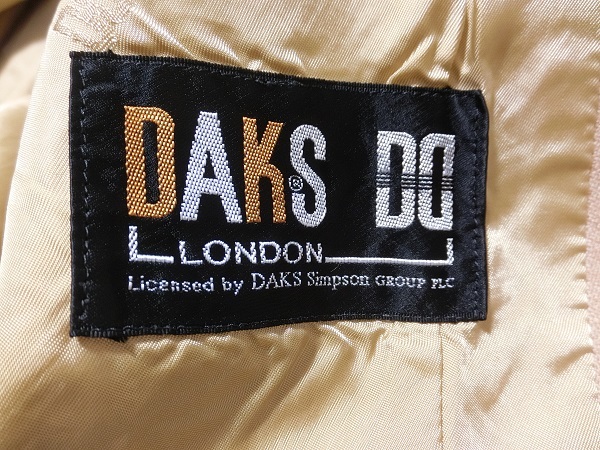 DAKS® DD
LONDON
Licensed by DAKS Simpson GROUP PLC